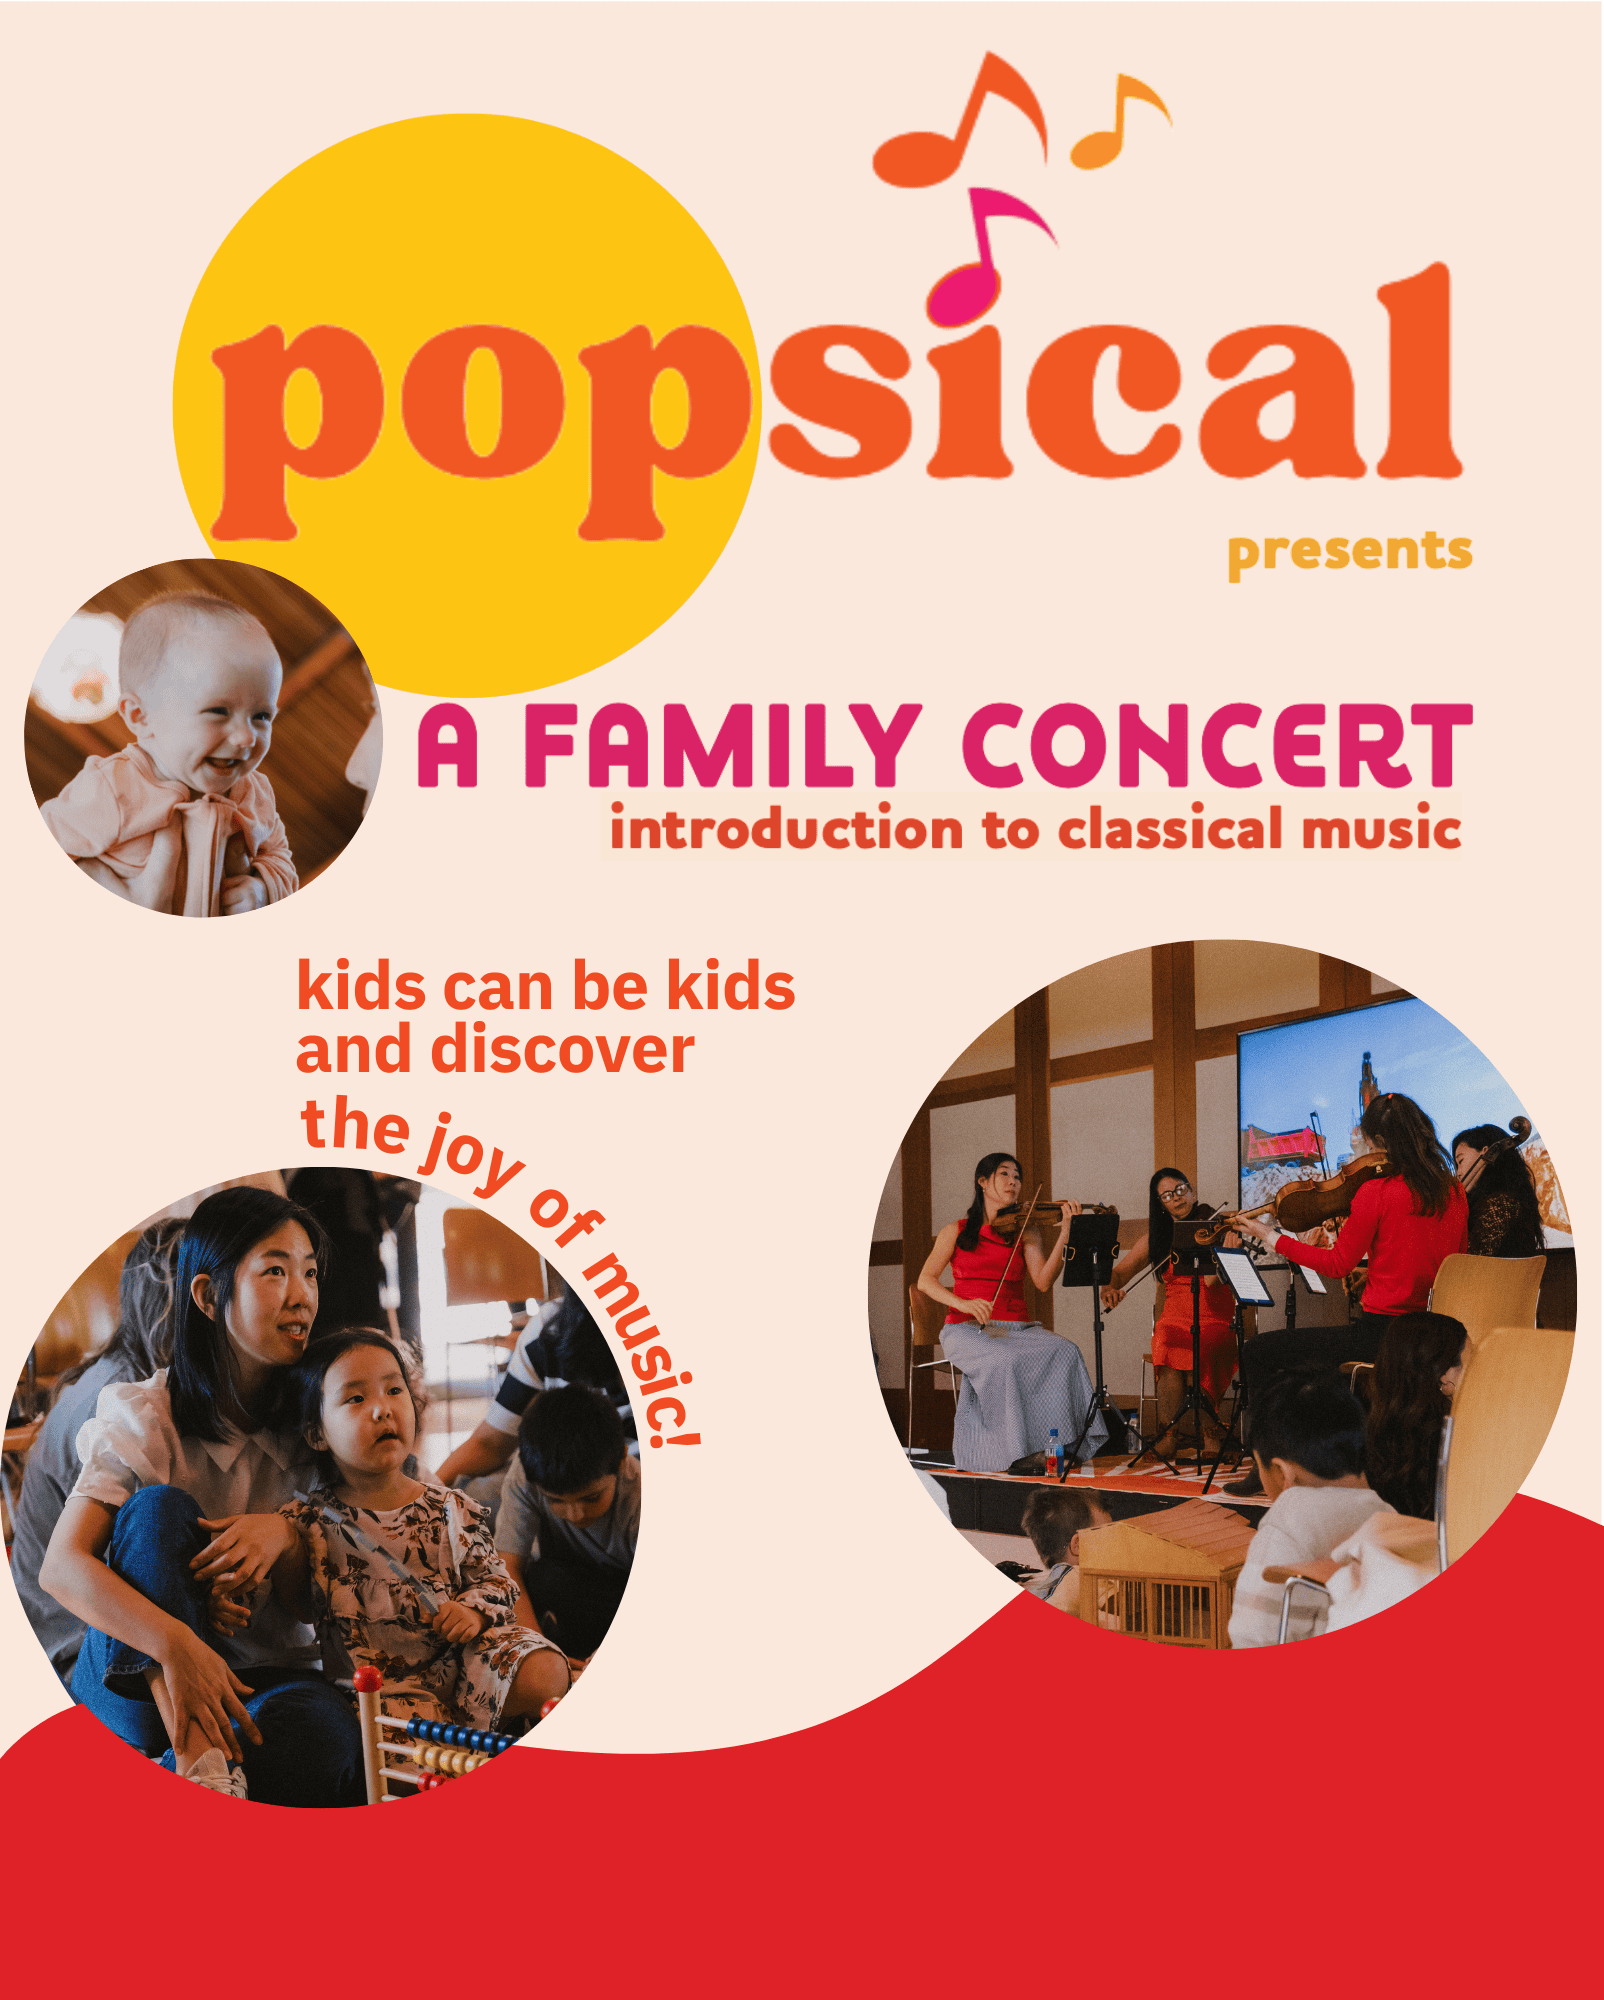 popsical
presents
A FAMILY CONCERT
introduction to classical music
kids can be kids
and discover
the joy of music!